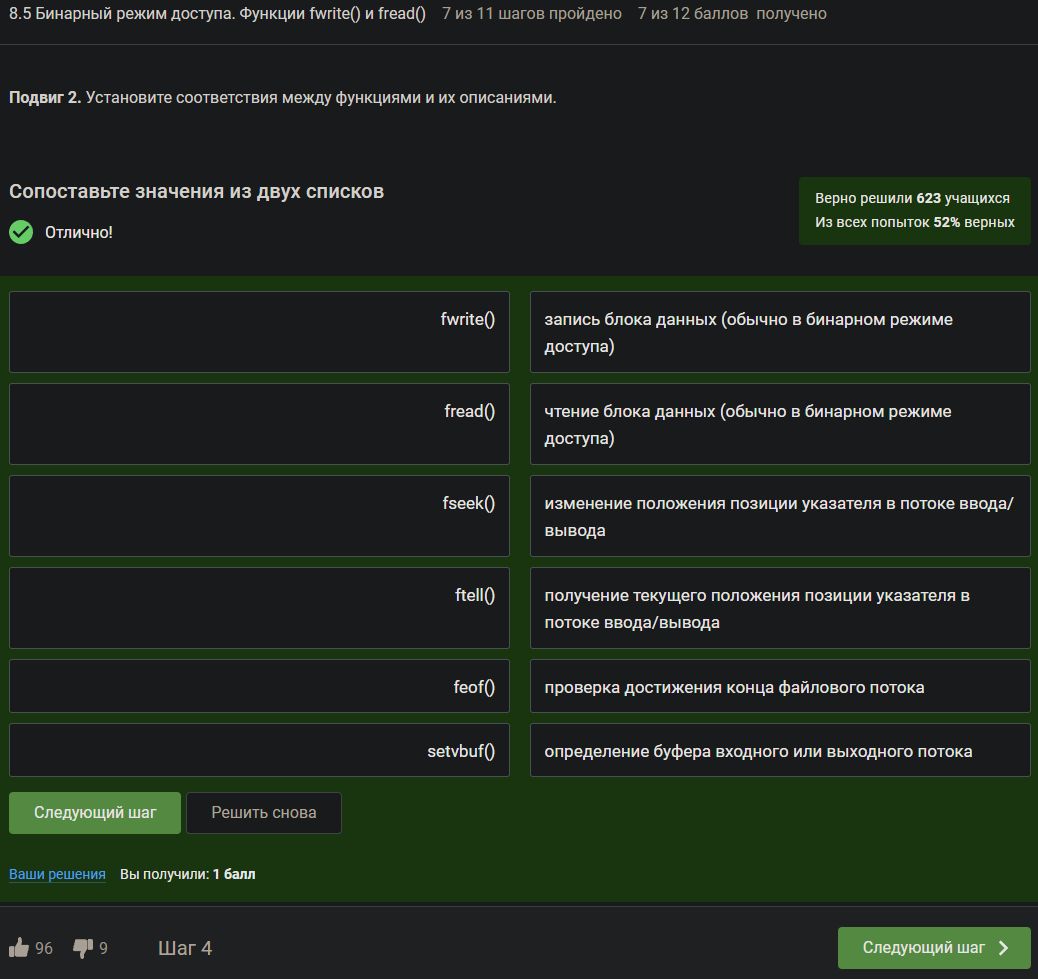 8.5 Бинарный режим доступа. Функции fwrite() и fread() 7 из 11 шагов пройдено 7 из 12 баллов получено
Подвиг 2. Установите соответствия между функциями и их описаниями.
Сопоставьте значения из двух списков
Верно решили 623 учащихся
Из всех попыток 52% верных
Отлично!
fwrite()
запись блока данных (обычно в бинарном режиме
доступа)
fread()
чтение блока данных (обычно в бинарном режиме
доступа)
fseek()
изменение положения позиции указателя в потоке ввода/
вывода
ftell()
получение текущего положения позиции указателя в
потоке ввода/вывода
feof()
проверка достижения конца файлового потока
setvbuf()
определение буфера входного или выходного потока
Следующий шаг
Решить снова
Ваши решения Вы получили: 1 балл
96 9 Шаг 4
Следующий шаг